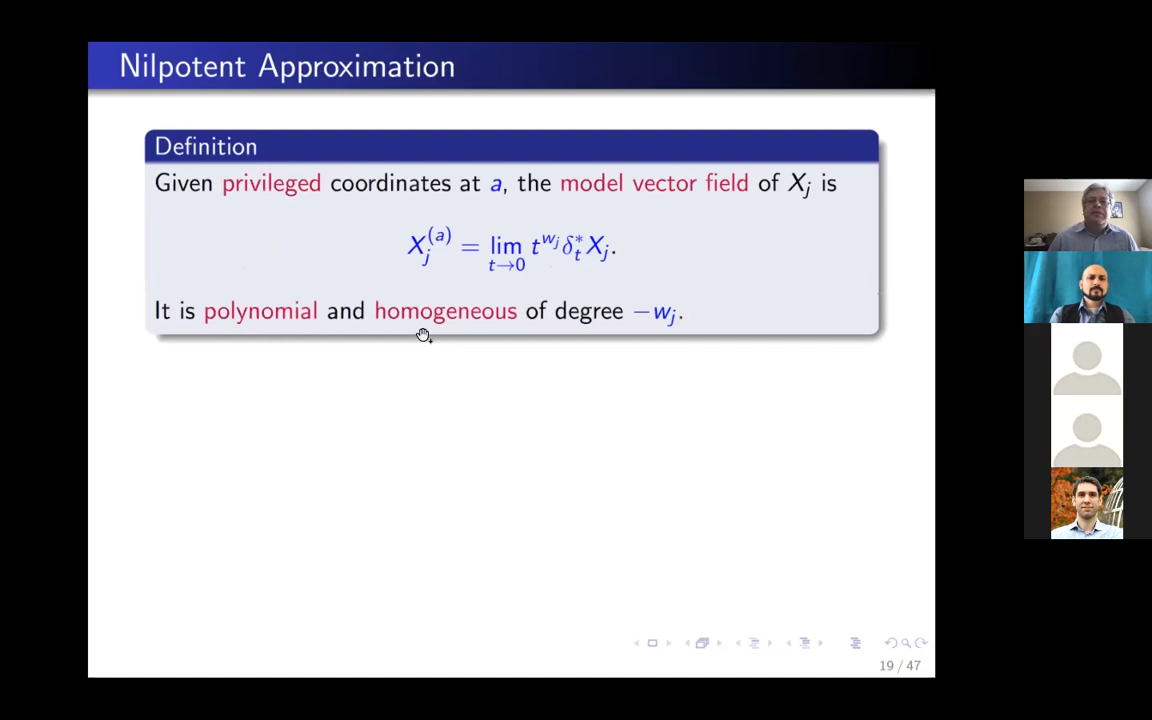 Nilpotent Approximation
Definition
Given privileged coordinates at a, the model vector field of X_j is
X_j^{(a)} = lim_{t→0} t^{w_j} δ_t^* X_j.
It is polynomial and homogeneous of degree −w_j.
19 / 47